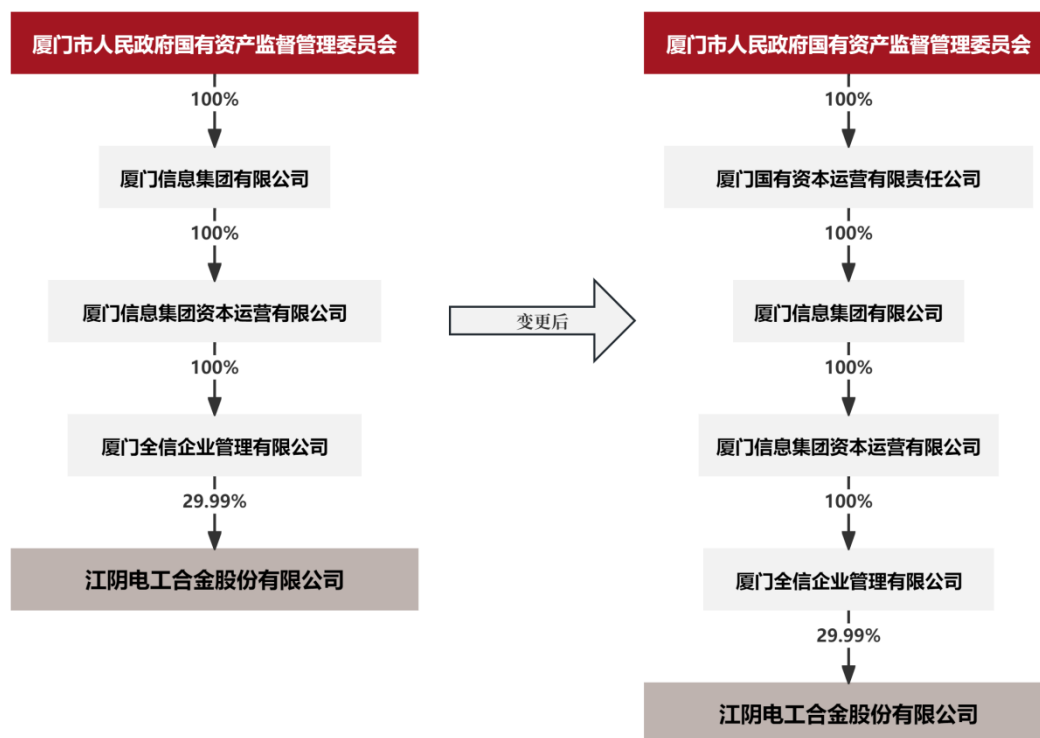 厦门市人民政府国有资产监督管理委员会
100%
厦门信息集团有限公司
100%
厦门信息集团资本运营有限公司
100%
厦门全信企业管理有限公司
29.99%
江阴电工合金股份有限公司
变更后
厦门市人民政府国有资产监督管理委员会
100%
厦门国有资本运营有限责任公司
100%
厦门信息集团有限公司
100%
厦门信息集团资本运营有限公司
100%
厦门全信企业管理有限公司
29.99%
江阴电工合金股份有限公司